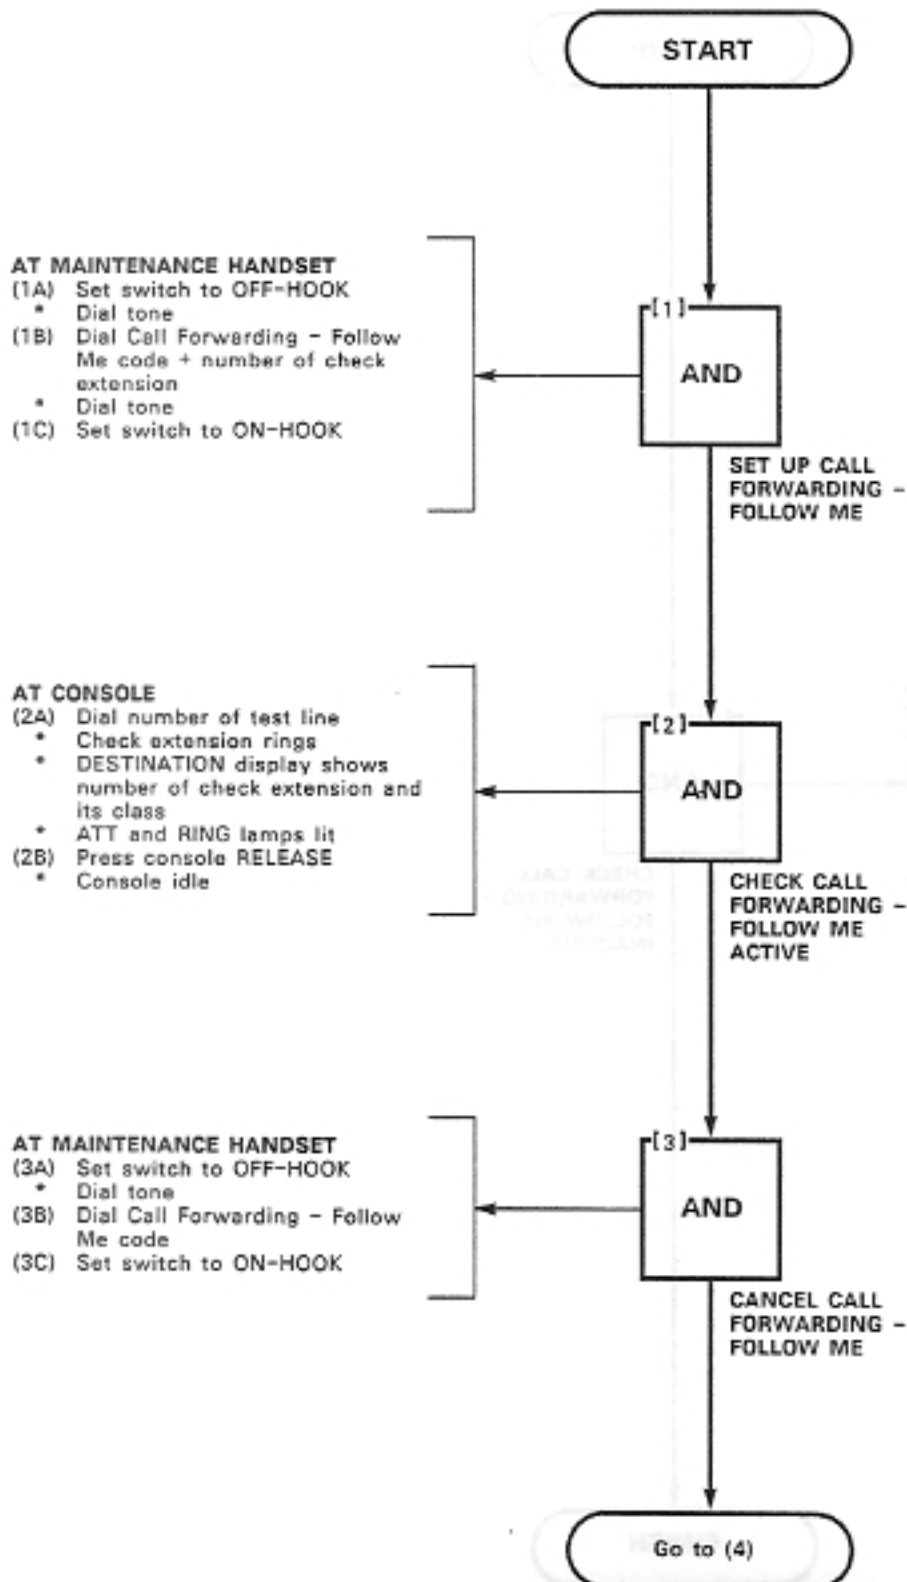 START
AT MAINTENANCE HANDSET
(1A) Set switch to OFF-HOOK
* Dial tone
(1B) Dial Call Forwarding - Follow
Me code + number of check
extension
* Dial tone
(1C) Set switch to ON-HOOK
[1]
AND
SET UP CALL
FORWARDING -
FOLLOW ME
AT CONSOLE
(2A) Dial number of test line
* Check extension rings
* DESTINATION display shows
number of check extension and
its class
* ATT and RING lamps lit
(2B) Press console RELEASE
* Console idle
[2]
AND
CHECK CALL
FORWARDING -
FOLLOW ME
ACTIVE
AT MAINTENANCE HANDSET
(3A) Set switch to OFF-HOOK
* Dial tone
(3B) Dial Call Forwarding - Follow
Me code
(3C) Set switch to ON-HOOK
[3]
AND
CANCEL CALL
FORWARDING -
FOLLOW ME
Go to (4)